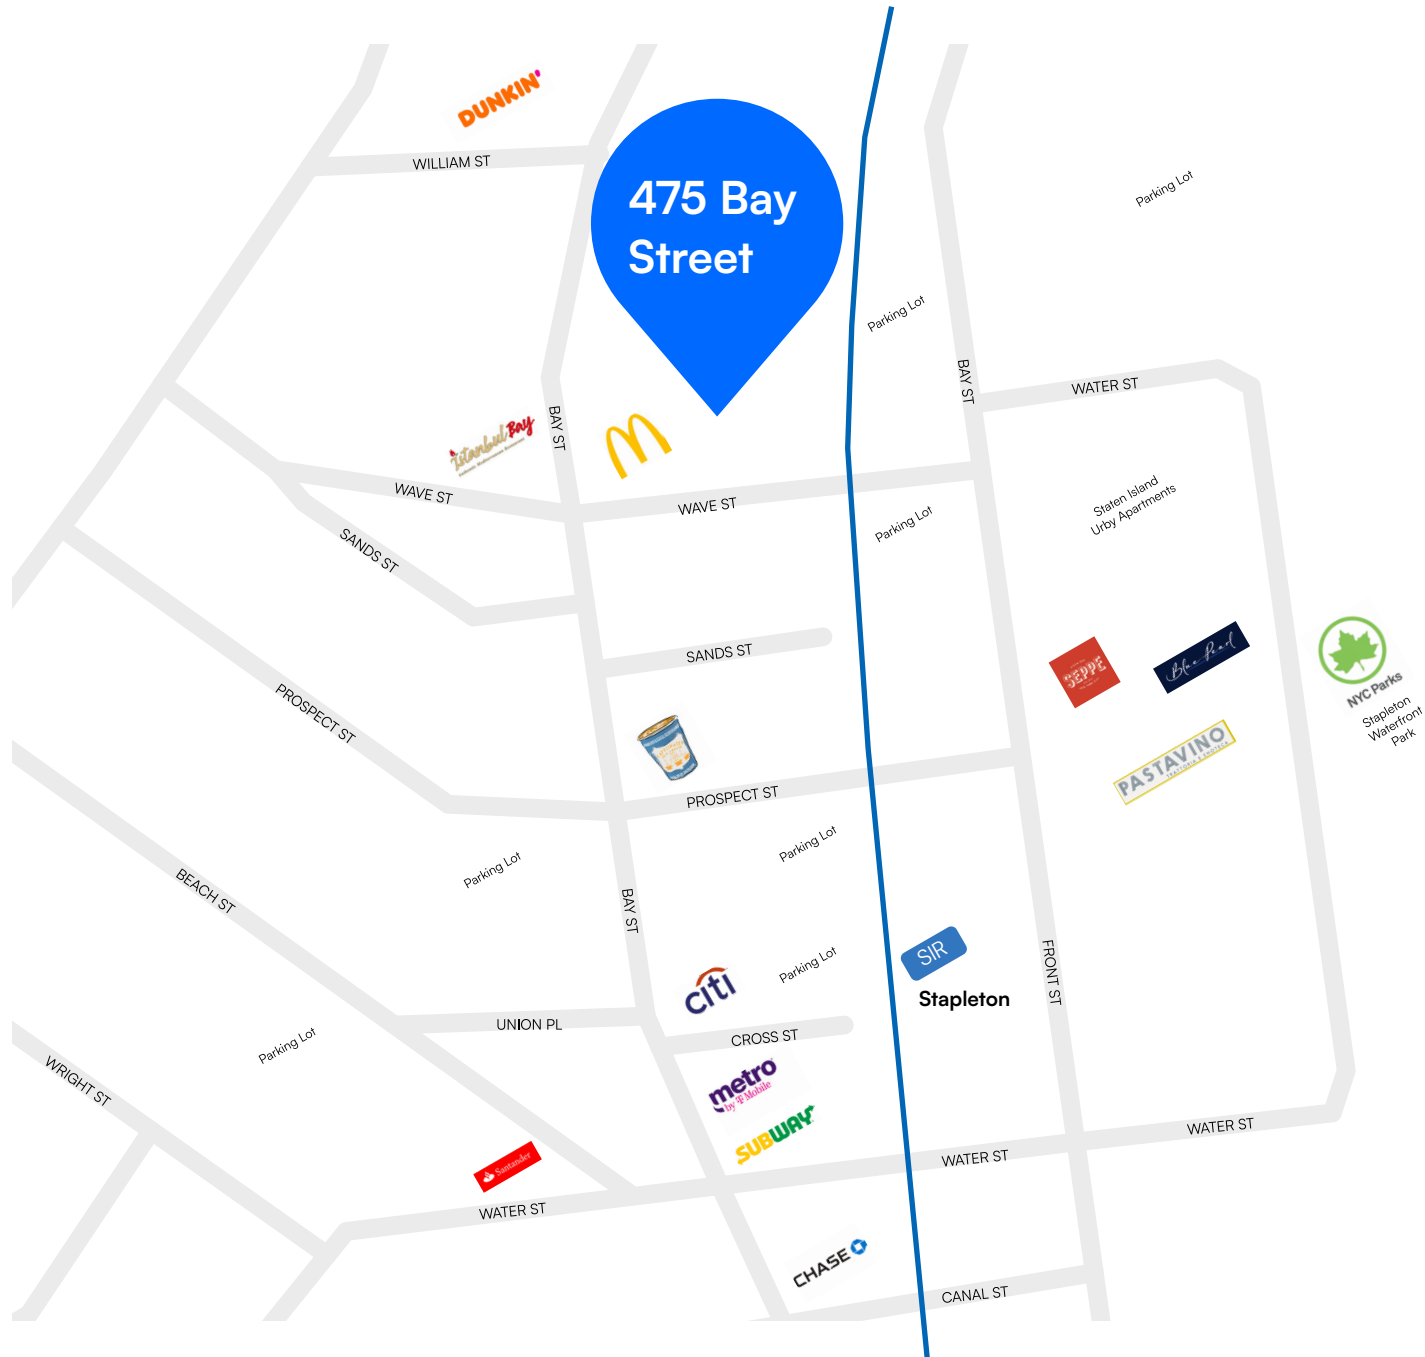 DUNKIN'
WILLIAM ST
475 Bay
Street
Parking Lot
Parking Lot
BAY ST
WATER ST
BAY ST
Istanbul Bay
WAVE ST
WAVE ST
Parking Lot
Staten Island
Urby Apartments
SANDS ST
SANDS ST
SEPPE
Blue Pearl
NYC Parks
Stapleton
Waterfront
Park
PROSPECT ST
PASTAVINO
TRATTORIA E ENOTECA
PROSPECT ST
Parking Lot
Parking Lot
BEACH ST
BAY ST
Parking Lot
SIR
Stapleton
FRONT ST
citi
UNION PL
CROSS ST
Parking Lot
WRIGHT ST
metro
by T Mobile
SUBWAY
WATER ST
WATER ST
Santander
WATER ST
CHASE
CANAL ST